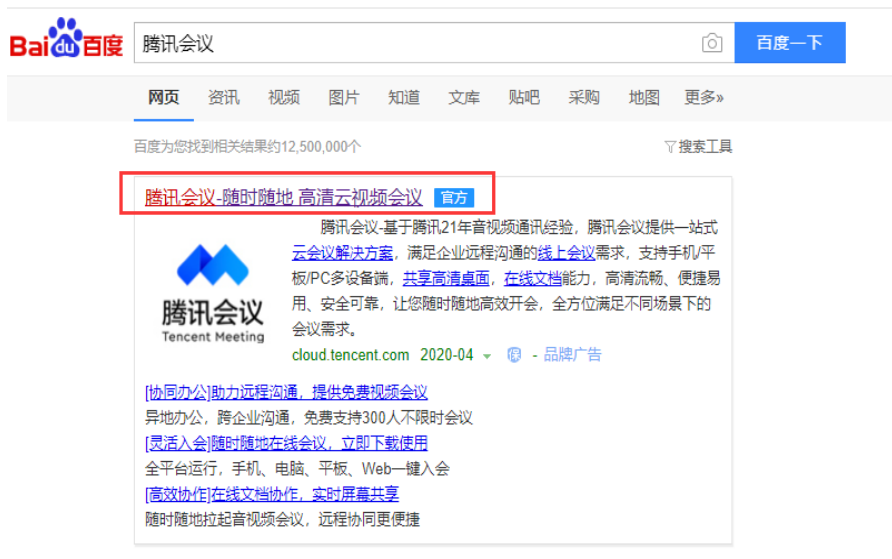 Bai du 百度 腾讯会议 百度一下
网页 资讯 视频 图片 知道 文库 贴吧 采购 地图 更多»
百度为您找到相关结果约12,500,000个 搜索工具
腾讯会议-随时随地 高清云视频会议 官方
腾讯会议-基于腾讯21年音视频通讯经验，腾讯会议提供一站式
云会议解决方案，满足企业远程沟通的线上会议需求，支持手机/平
板/PC多设备端，共享高清桌面，在线文档能力，高清流畅、便捷易
用、安全可靠，让您随时随地高效开会，全方位满足不同场景下的
会议需求。
腾讯会议
Tencent Meeting
cloud.tencent.com 2020-04 - 品牌广告
[协同办公]助力远程沟通，提供免费视频会议
异地办公，跨企业沟通，免费支持300人不限时会议
[灵活入会]随时随地在线会议，立即下载使用
全平台运行，手机、电脑、平板、Web一键入会
[高效协作]在线文档协作，实时屏幕共享
随时随地拉起音视频会议，远程协同更便捷